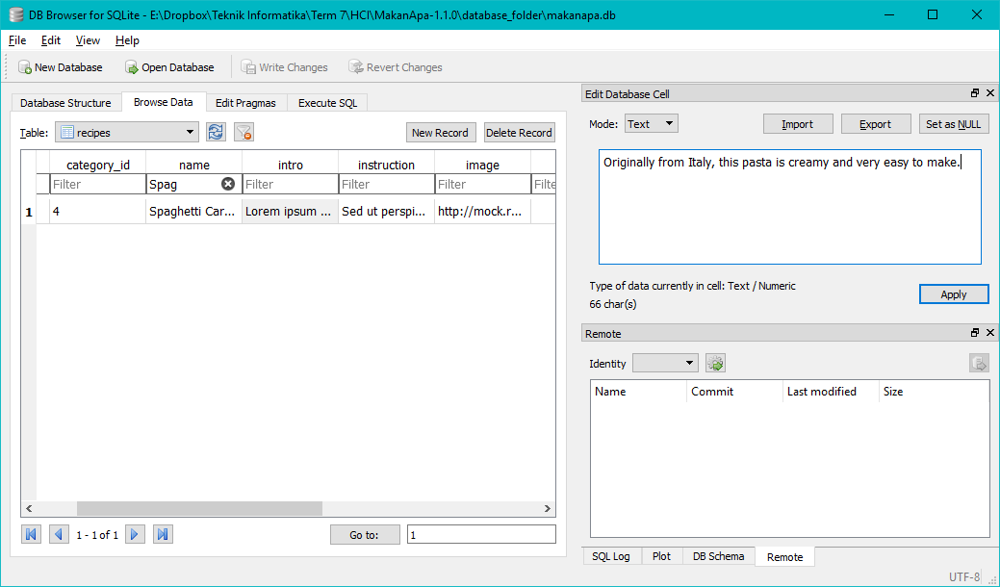 DB Browser for SQLite - E:\Dropbox\Teknik Informatika\Term 7\HCI\MakanApa-1.1.0\database_folder\makanapa.db
File Edit View Help
New Database Open Database Write Changes Revert Changes
Database Structure Browse Data Edit Pragmas Execute SQL
Table: recipes New Record Delete Record
category_id name intro instruction image
Filter Spag Filter Filter Filter Filte
1 4 Spaghetti Car... Lorem ipsum ... Sed ut perspi... http://mock.r...
1 - 1 of 1 Go to: 1
Edit Database Cell
Mode: Text Import Export Set as NULL
Originally from Italy, this pasta is creamy and very easy to make.
Type of data currently in cell: Text / Numeric
66 char(s)
Apply
Remote
Identity
Name Commit Last modified Size
SQL Log Plot DB Schema Remote
UTF-8